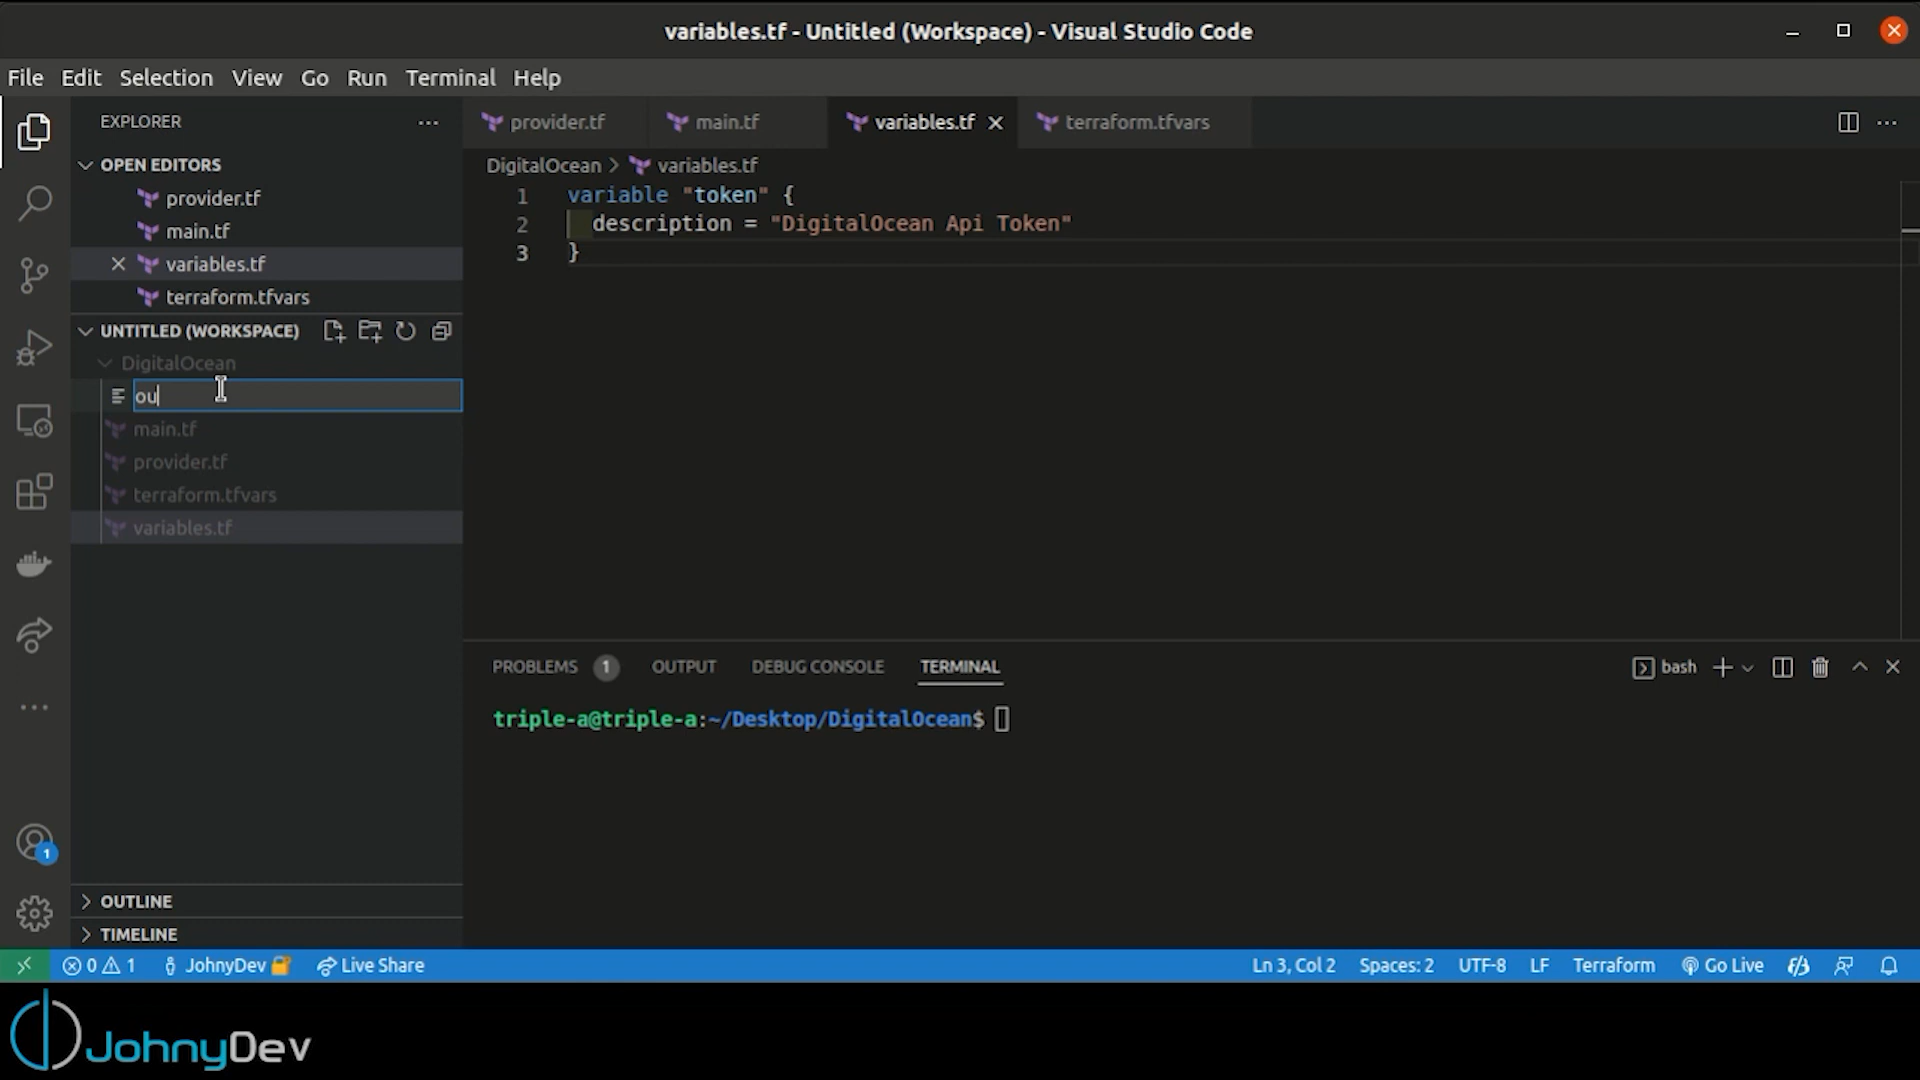 variables.tf - Untitled (Workspace) - Visual Studio Code
File Edit Selection View Go Run Terminal Help
EXPLORER
OPEN EDITORS
provider.tf
main.tf
variables.tf
terraform.tfvars
UNTITLED (WORKSPACE)
DigitalOcean
ou
main.tf
provider.tf
terraform.tfvars
variables.tf
OUTLINE
TIMELINE
provider.tf main.tf variables.tf terraform.tfvars
DigitalOcean > variables.tf
1 variable "token" {
2 description = "DigitalOcean Api Token"
3 }
PROBLEMS 1 OUTPUT DEBUG CONSOLE TERMINAL bash
triple-a@triple-a:~/Desktop/DigitalOcean$
1
0 1 JohnyDev Live Share Ln 3, Col 2 Spaces: 2 UTF-8 LF Terraform Go Live
JohnyDev